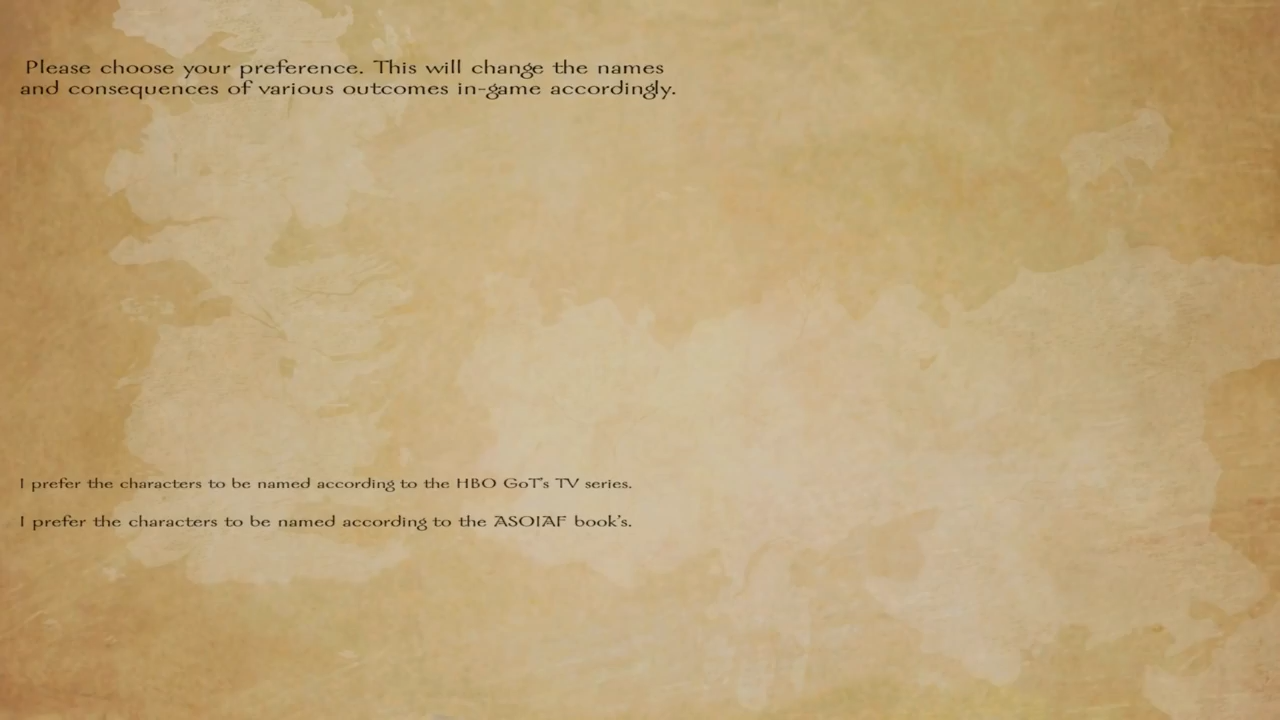 Please choose your preference. This will change the names
and consequences of various outcomes in-game accordingly.
I prefer the characters to be named according to the HBO GoT's TV series.
I prefer the characters to be named according to the ASOIAF book's.